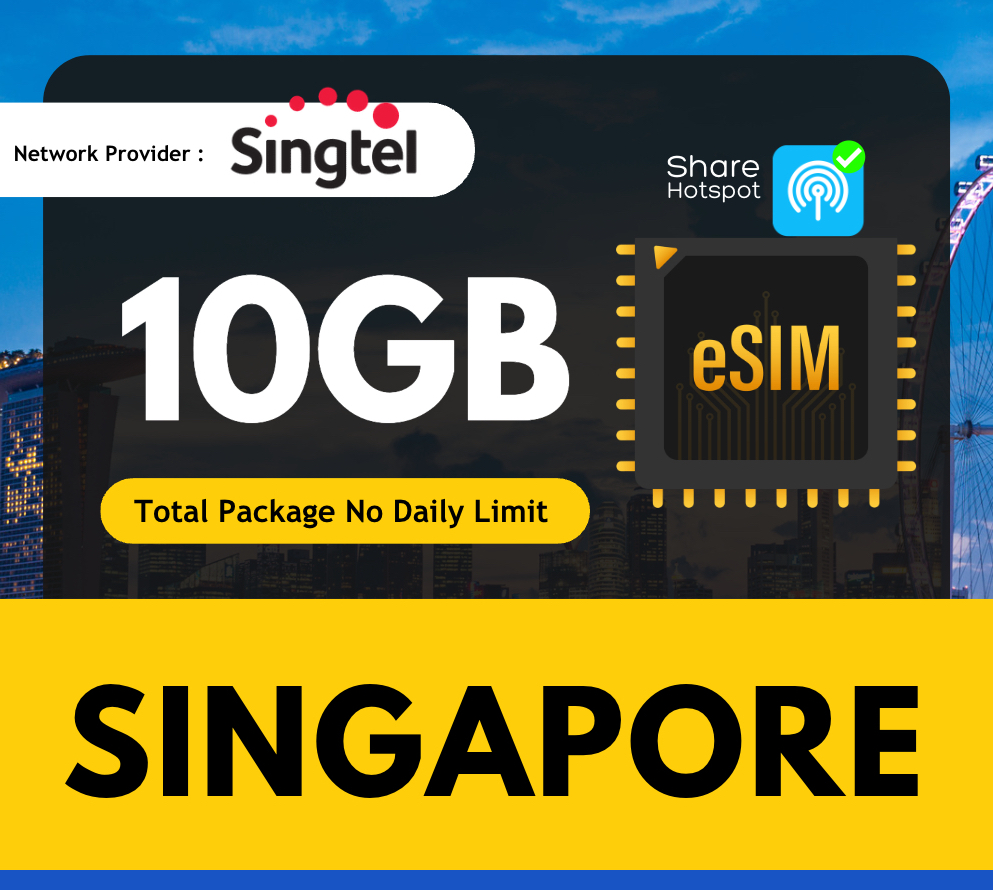 Network Provider :
Singtel
Share
Hotspot
10GB
eSIM
Total Package No Daily Limit
SINGAPORE